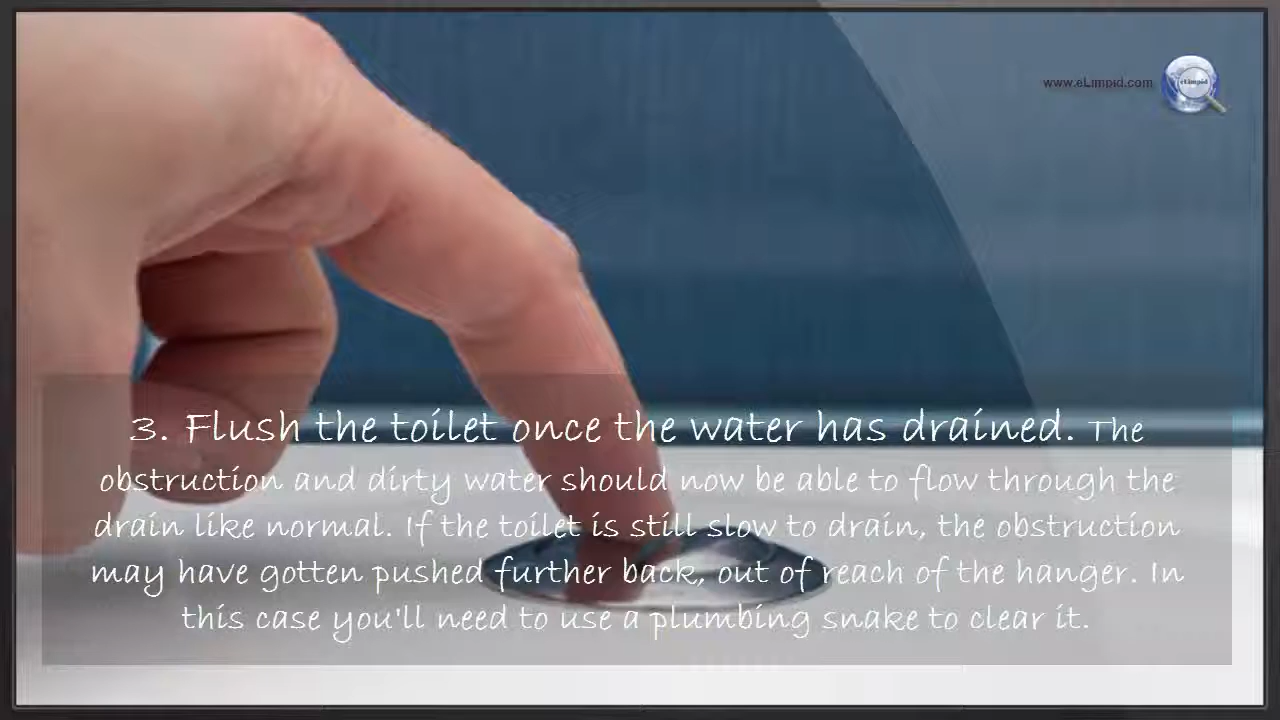 www.eLimpid.com
eLimpid
3. Flush the toilet once the water has drained. The
obstruction and dirty water should now be able to flow through the
drain like normal. If the toilet is still slow to drain, the obstruction
may have gotten pushed further back, out of reach of the hanger. In
this case you'll need to use a plumbing snake to clear it.